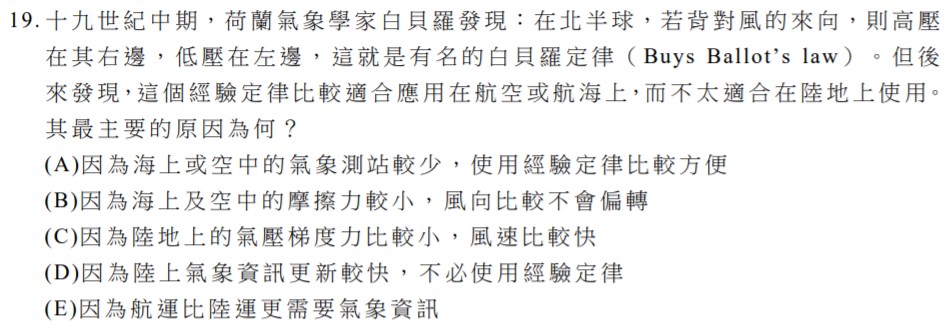 19.十九世紀中期，荷蘭氣象學家白貝羅發現：在北半球，若背對風的來向，則高壓
在其右邊，低壓在左邊，這就是有名的白貝羅定律（Buys Ballot's law）。但後
來發現，這個經驗定律比較適合應用在航空或航海上，而不太適合在陸地上使用。
其最主要的原因為何？
(A)因為海上或空中的氣象測站較少，使用經驗定律比較方便
(B)因為海上及空中的摩擦力較小，風向比較不會偏轉
(C)因為陸地上的氣壓梯度力比較小，風速比較快
(D)因為陸上氣象資訊更新較快，不必使用經驗定律
(E)因為航運比陸運更需要氣象資訊